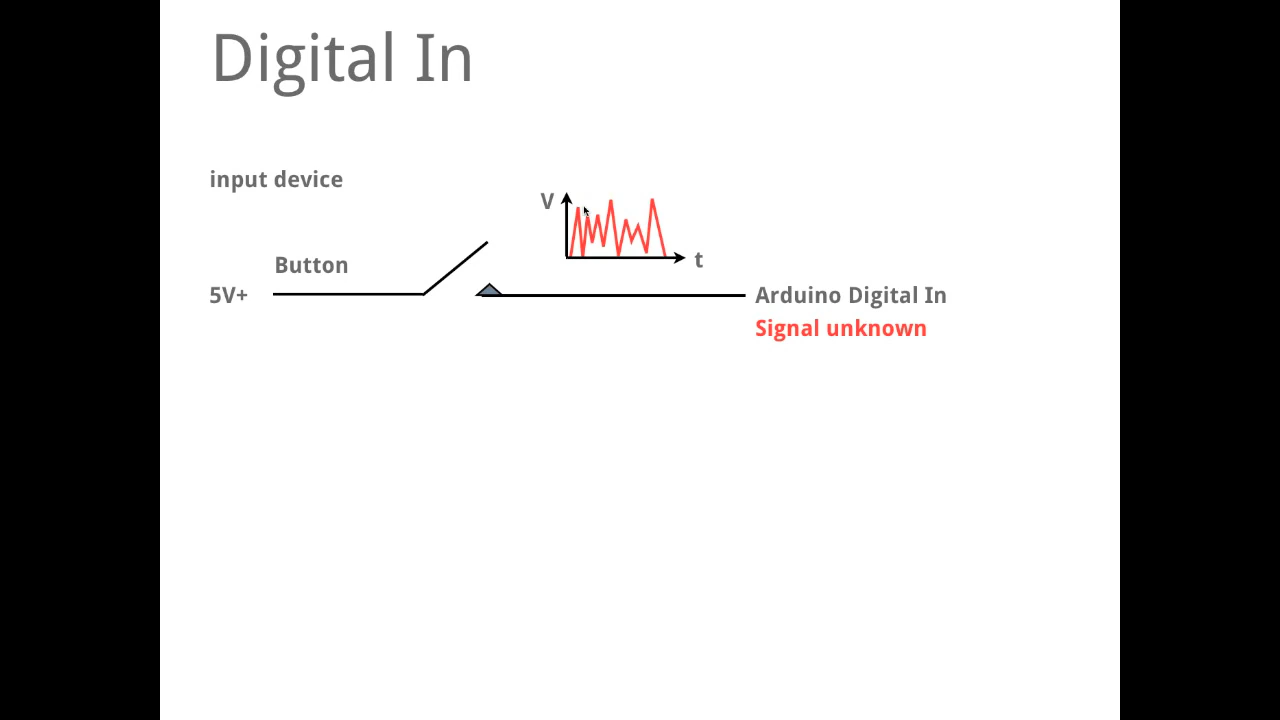 Digital In
input device
V
t
Button
5V+
Arduino Digital In
Signal unknown